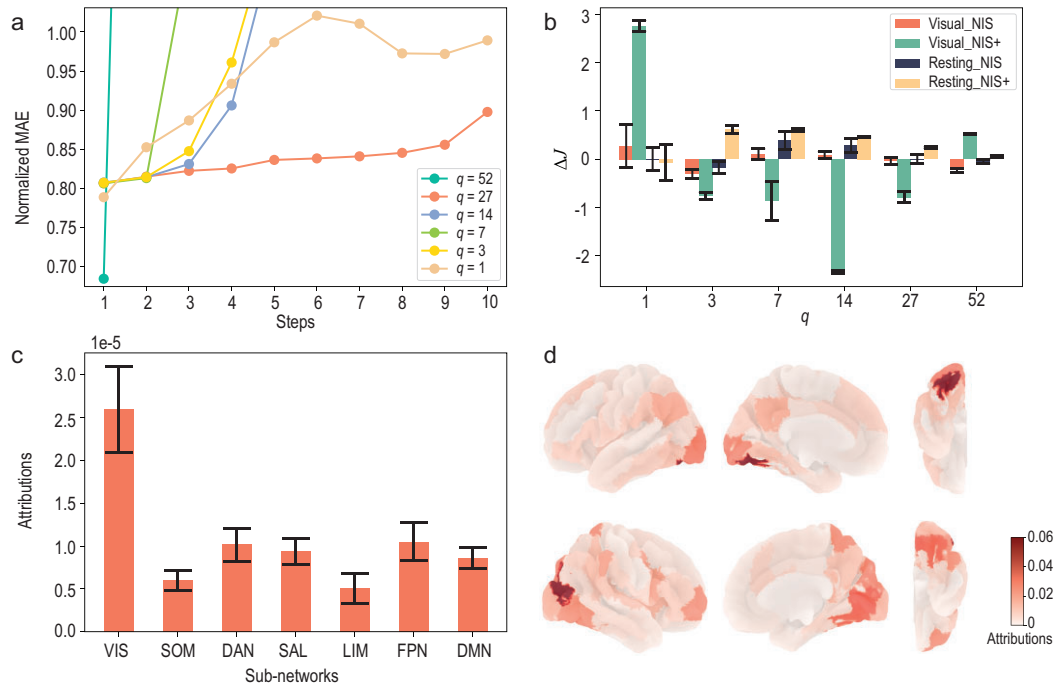 a
Normalized MAE
1.00
0.95
0.90
0.85
0.80
0.75
0.70
1 2 3 4 5 6 7 8 9 10
Steps
q = 52
q = 27
q = 14
q = 7
q = 3
q = 1
b
ΔJ
3
2
1
0
-1
-2
1 3 7 14 27 52
q
Visual_NIS
Visual_NIS+
Resting_NIS
Resting_NIS+
c
1e-5
Attributions
3.0
2.5
2.0
1.5
1.0
0.5
0.0
VIS SOM DAN SAL LIM FPN DMN
Sub-networks
d
0.06
0.04
0.02
0
Attributions